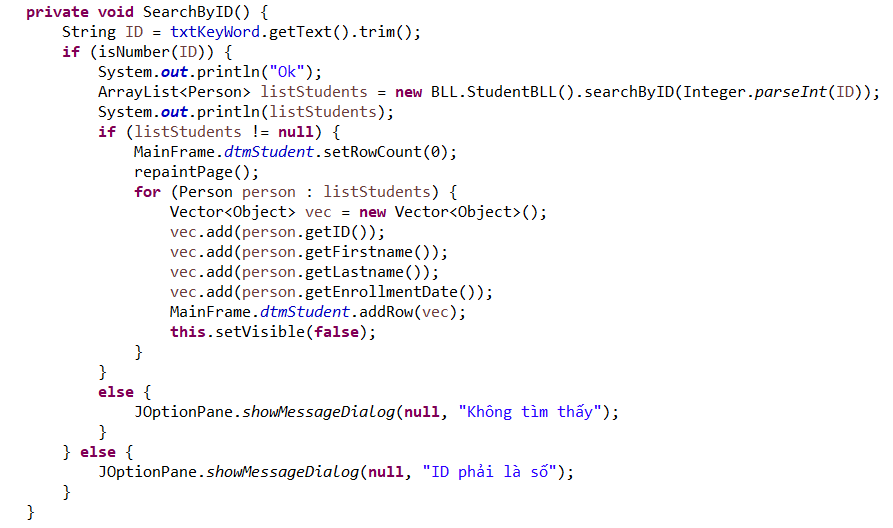 private void SearchByID() {
    String ID = txtKeyWord.getText().trim();
    if (isNumber(ID)) {
        System.out.println("Ok");
        ArrayList<Person> listStudents = new BLL.StudentBLL().searchByID(Integer.parseInt(ID));
        System.out.println(listStudents);
        if (listStudents != null) {
            MainFrame.dtmStudent.setRowCount(0);
            repaintPage();
            for (Person person : listStudents) {
                Vector<Object> vec = new Vector<Object>();
                vec.add(person.getID());
                vec.add(person.getFirstname());
                vec.add(person.getLastname());
                vec.add(person.getEnrollmentDate());
                MainFrame.dtmStudent.addRow(vec);
                this.setVisible(false);
            }
        }
        else {
            JOptionPane.showMessageDialog(null, "Không tìm thấy");
        }
    } else {
        JOptionPane.showMessageDialog(null, "ID phải là số");
    }
}